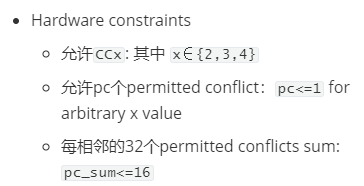 Hardware constraints
允许CCx: 其中 x∈{2,3,4}
允许pc个permitted conflict：pc<=1 for
arbitrary x value
每相邻的32个permitted conflicts sum:
pc_sum<=16